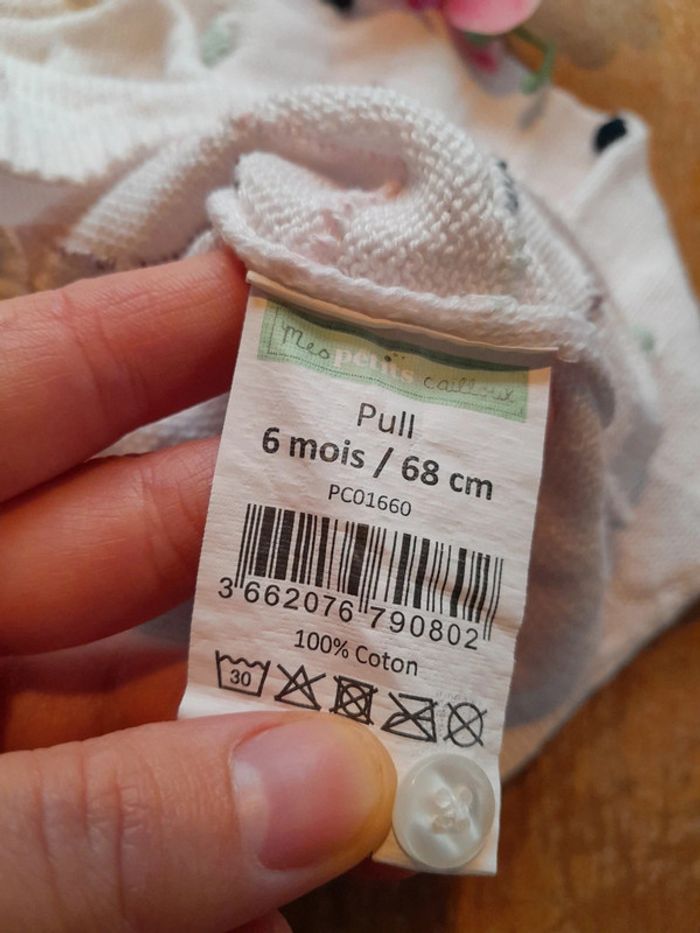 Mes petits cailloux
Pull
6 mois / 68 cm
PC01660
3 662076 790802
100% Coton
30